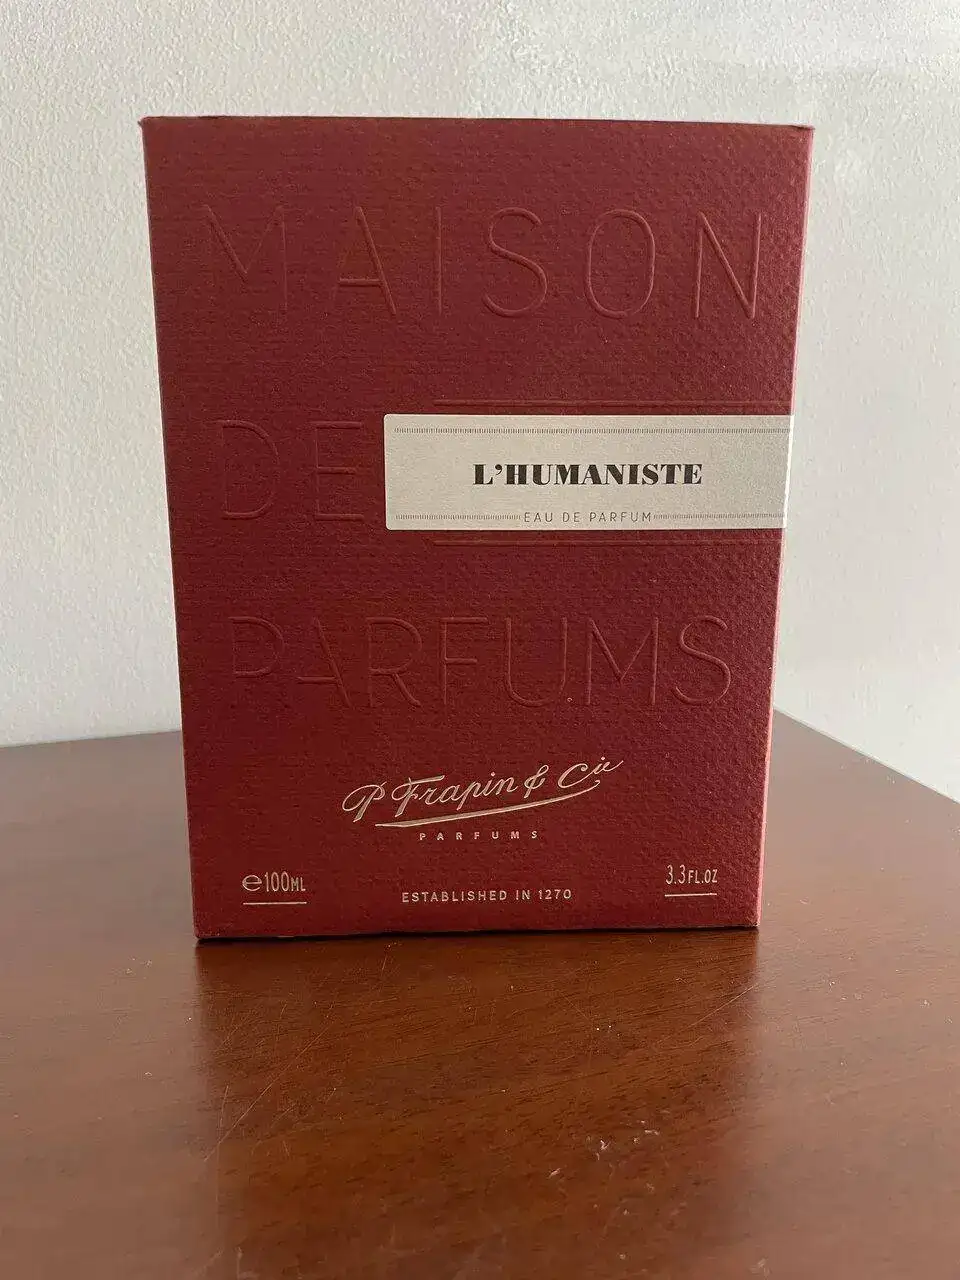 MAISON
DE
L'HUMANISTE
EAU DE PARFUM
PARFUMS
P Frapin & Cie
PARFUMS
℮100ML
ESTABLISHED IN 1270
3.3FL.OZ